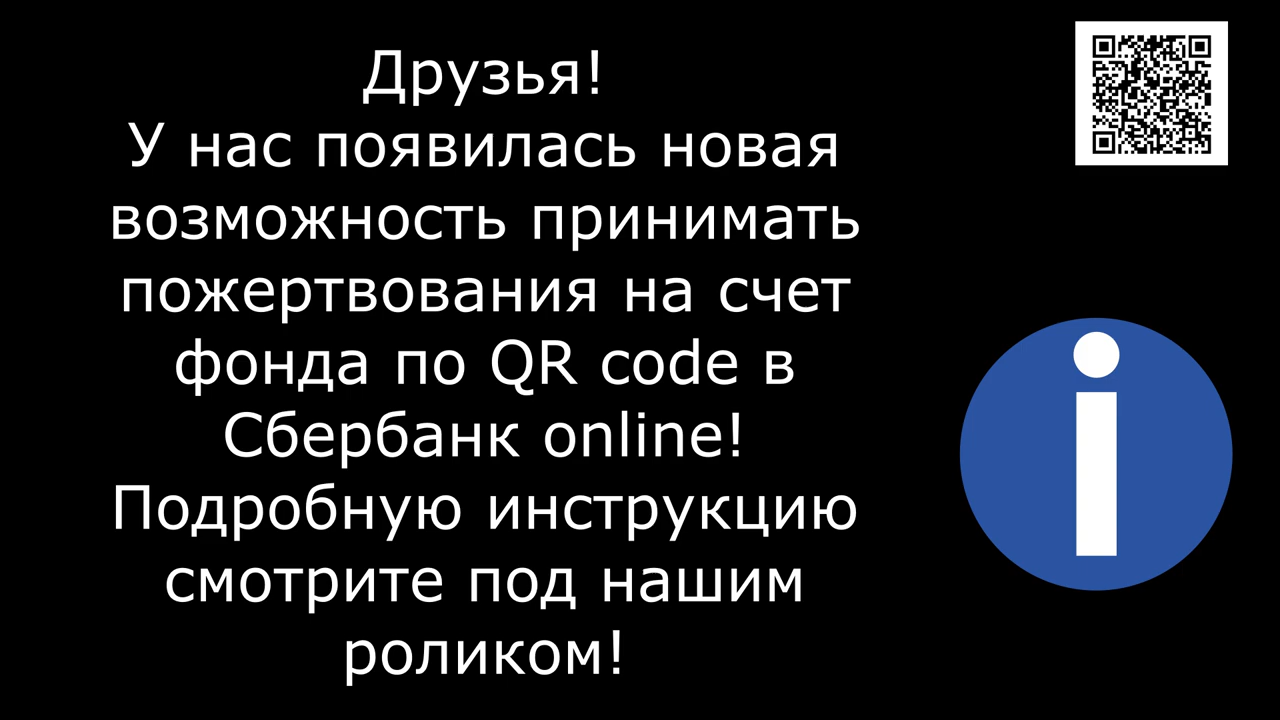 Друзья!
У нас появилась новая
возможность принимать
пожертвования на счет
фонда по QR code в
Сбербанк online!
Подробную инструкцию
смотрите под нашим
роликом!